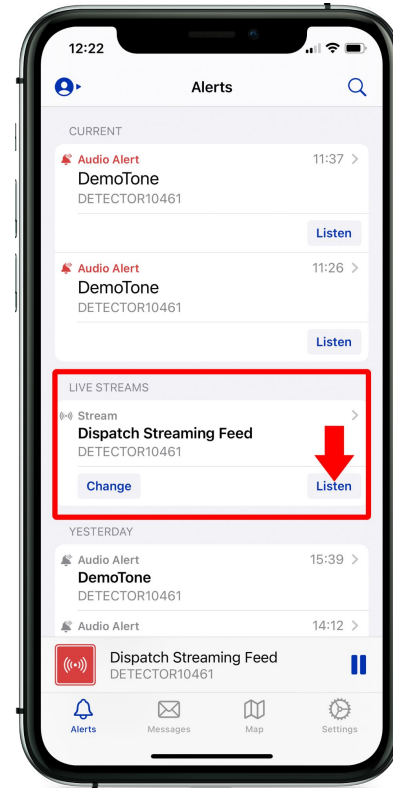 12:22
Alerts
CURRENT
Audio Alert 11:37
DemoTone
DETECTOR10461
Listen
Audio Alert 11:26
DemoTone
DETECTOR10461
Listen
LIVE STREAMS
Stream
Dispatch Streaming Feed
DETECTOR10461
Change Listen
YESTERDAY
Audio Alert 15:39
DemoTone
DETECTOR10461
Audio Alert 14:12
Dispatch Streaming Feed
DETECTOR10461
Alerts Messages Map Settings